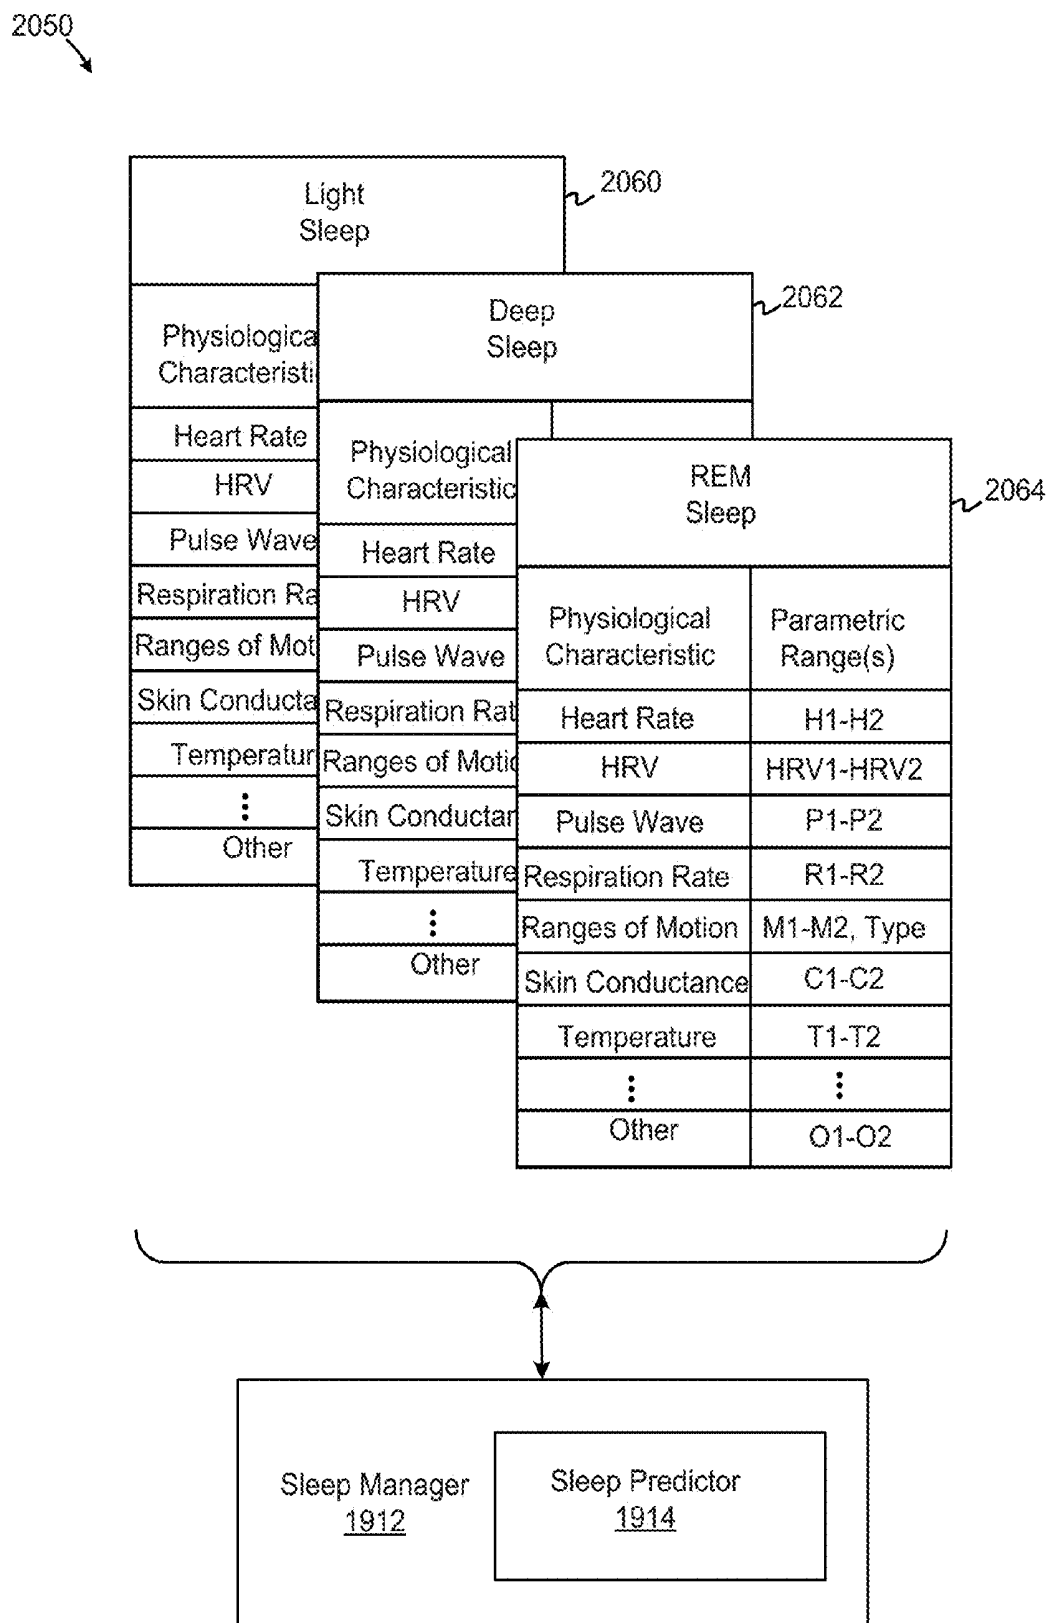 2050
Light
Sleep
2060
Physiologica
Characteristi
Heart Rate
HRV
Pulse Wave
Respiration Ra
Ranges of Mot
Skin Conducta
Temperatur
Other
Deep
Sleep
2062
Physiological
Characteristic
Heart Rate
HRV
Pulse Wave
Respiration Rat
Ranges of Motio
Skin Conductan
Temperature
Other
REM
Sleep
2064
Physiological
Characteristic
Parametric
Range(s)
Heart Rate H1-H2
HRV HRV1-HRV2
Pulse Wave P1-P2
Respiration Rate R1-R2
Ranges of Motion M1-M2, Type
Skin Conductance C1-C2
Temperature T1-T2
Other O1-O2
Sleep Manager
1912
Sleep Predictor
1914